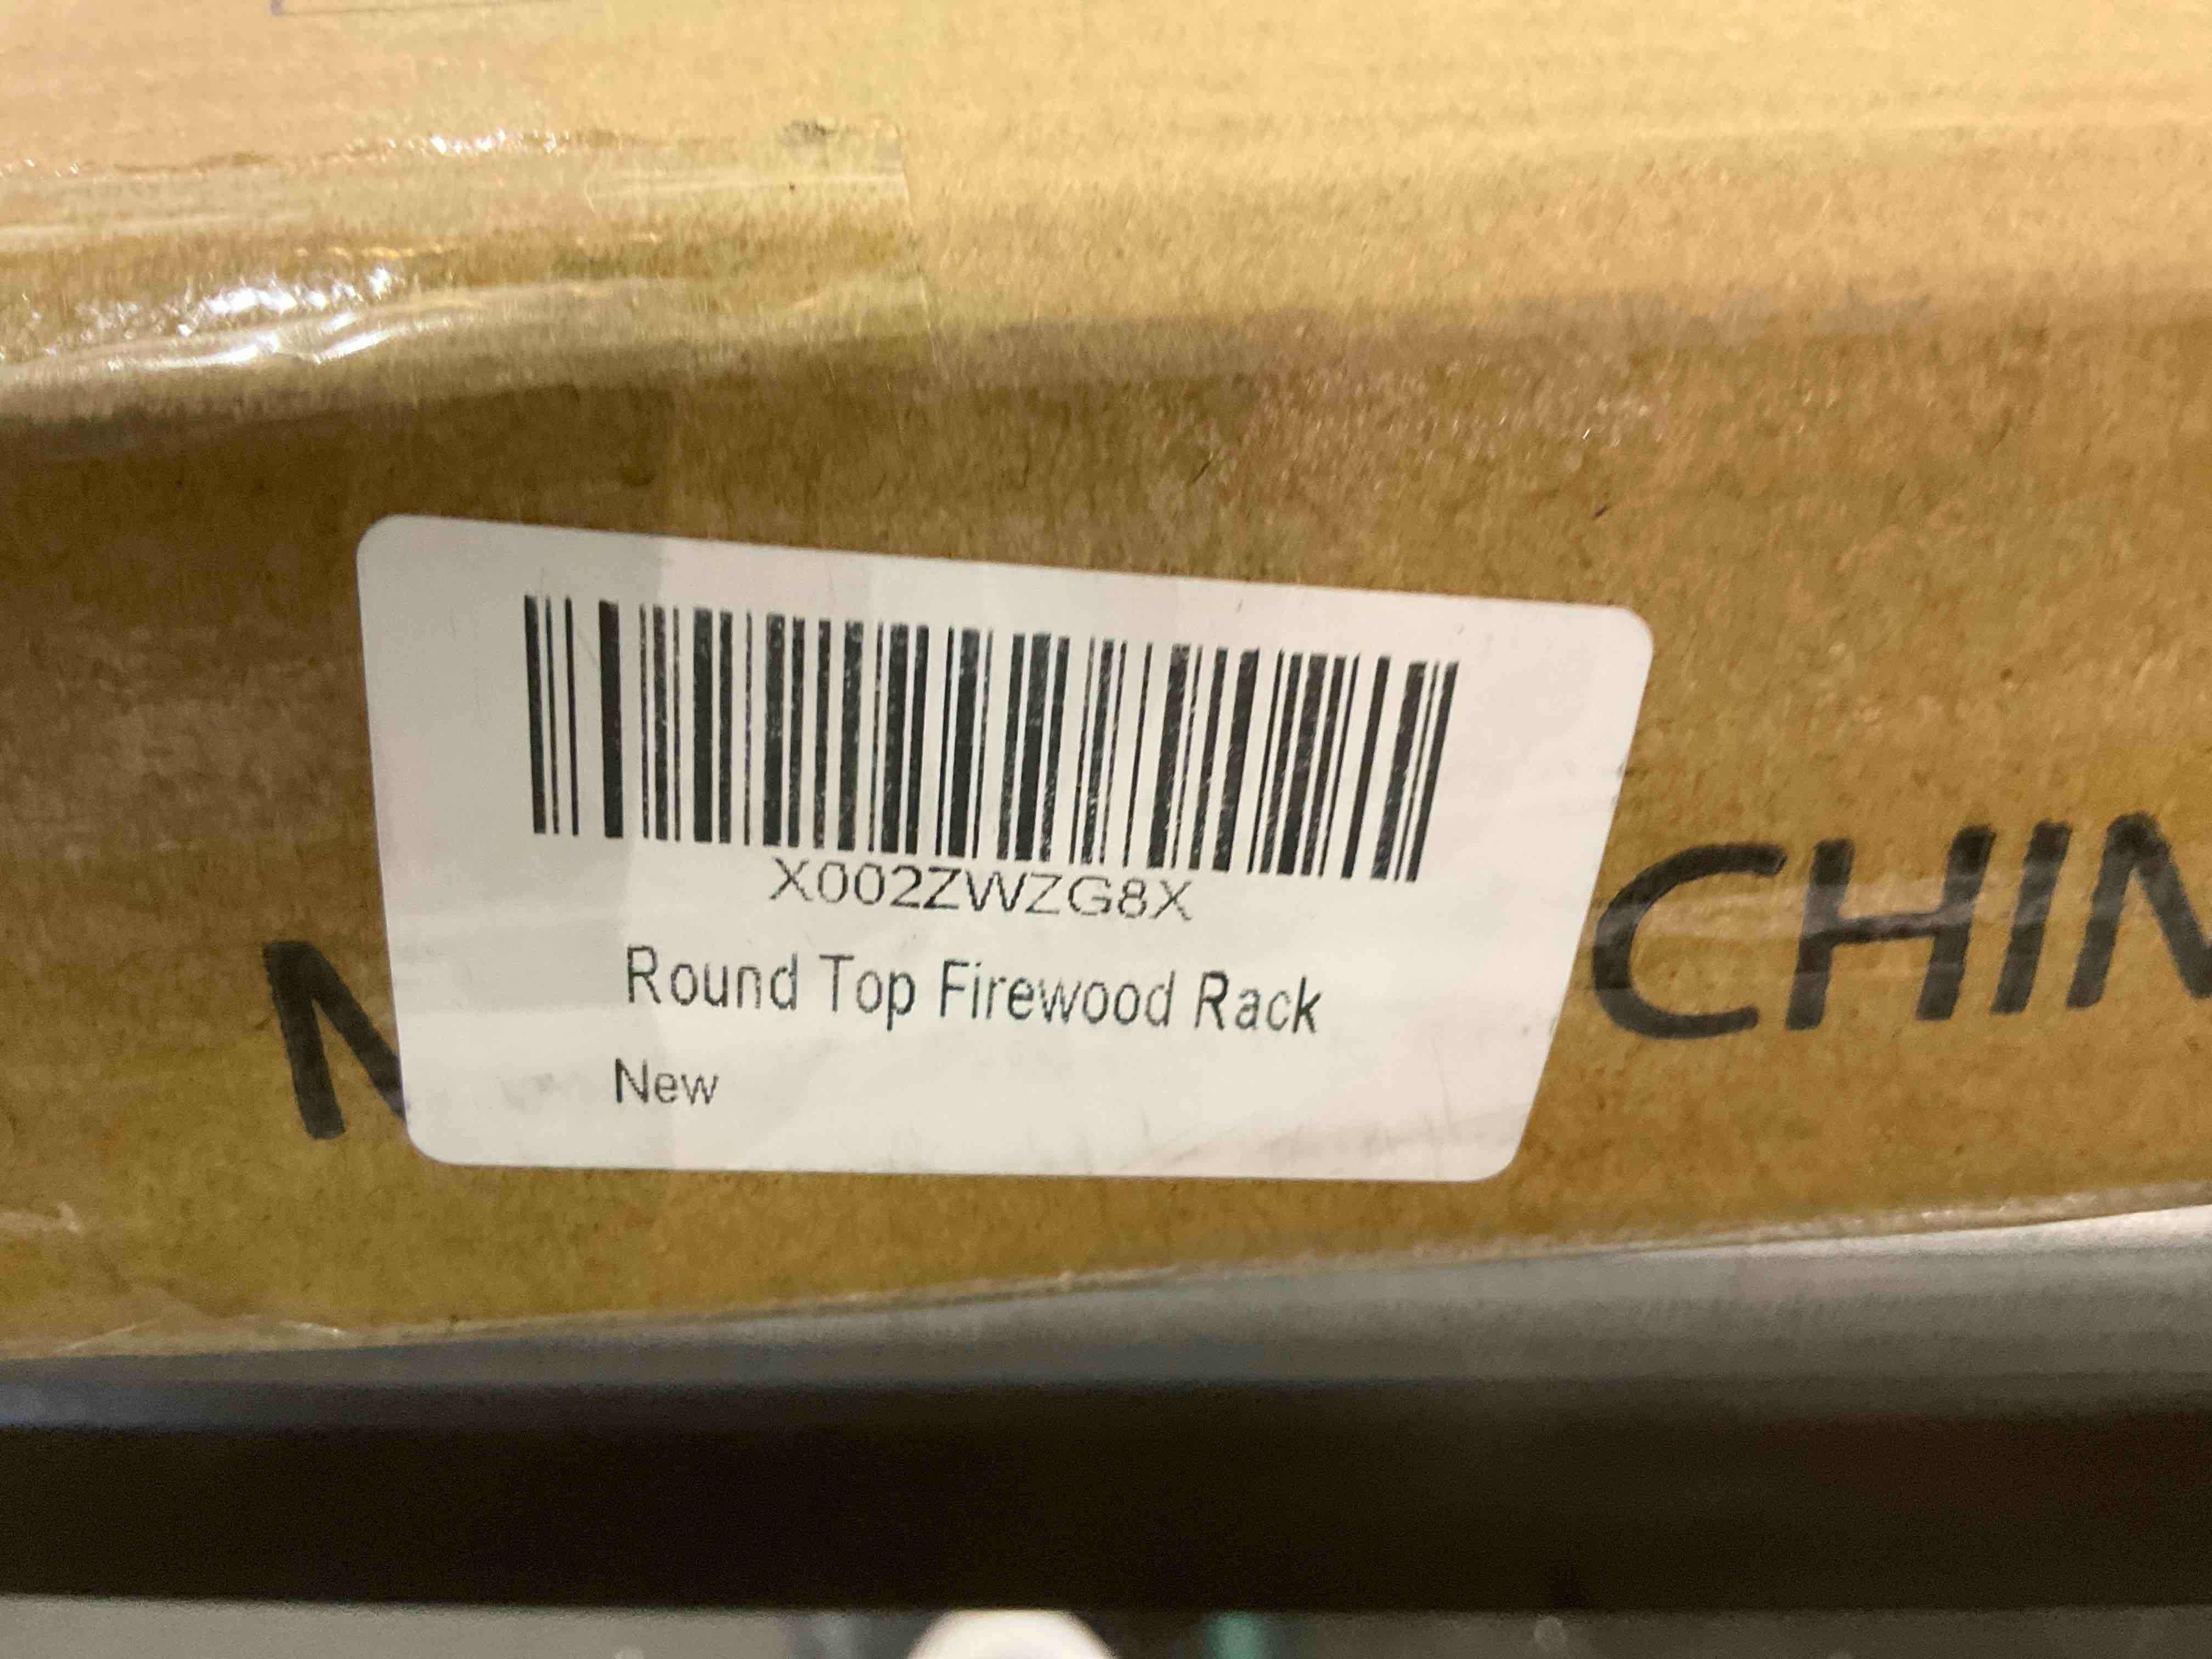 X002ZWZG8X
Round Top Firewood Rack
New
M
CHIN